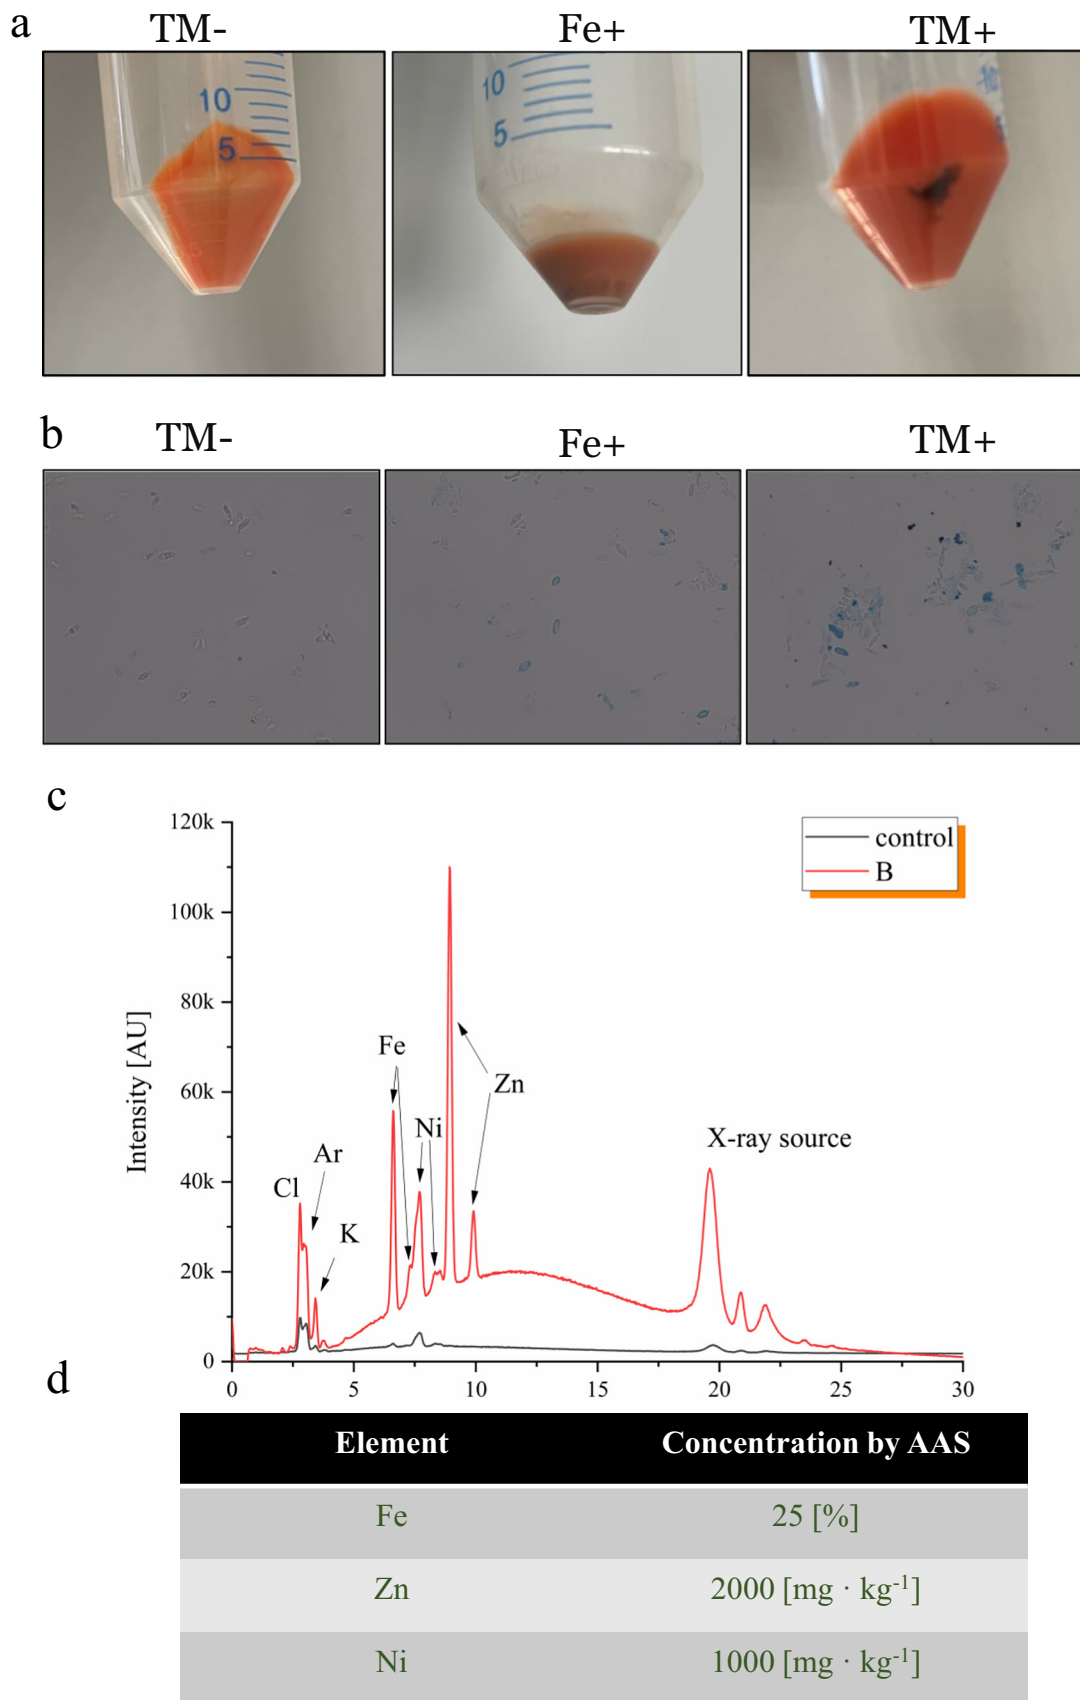 a
TM-
Fe+
TM+
10
5
10
5
10
b
TM-
Fe+
TM+
c
120k
100k
80k
60k
40k
20k
0
Intensity [AU]
control
B
Fe
Zn
Ni
Ar
Cl
K
X-ray source
0 5 10 15 20 25 30
d
Element Concentration by AAS
Fe 25 [%]
Zn 2000 [mg · kg⁻¹]
Ni 1000 [mg · kg⁻¹]